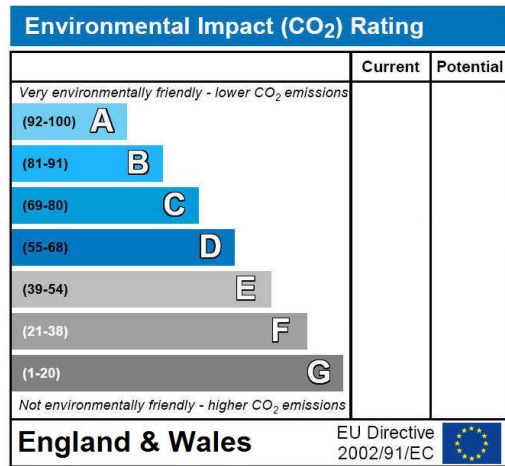 Environmental Impact (CO₂) Rating
Current Potential
Very environmentally friendly - lower CO₂ emissions
(92-100) A
(81-91) B
(69-80) C
(55-68) D
(39-54) E
(21-38) F
(1-20) G
Not environmentally friendly - higher CO₂ emissions
England & Wales
EU Directive
2002/91/EC